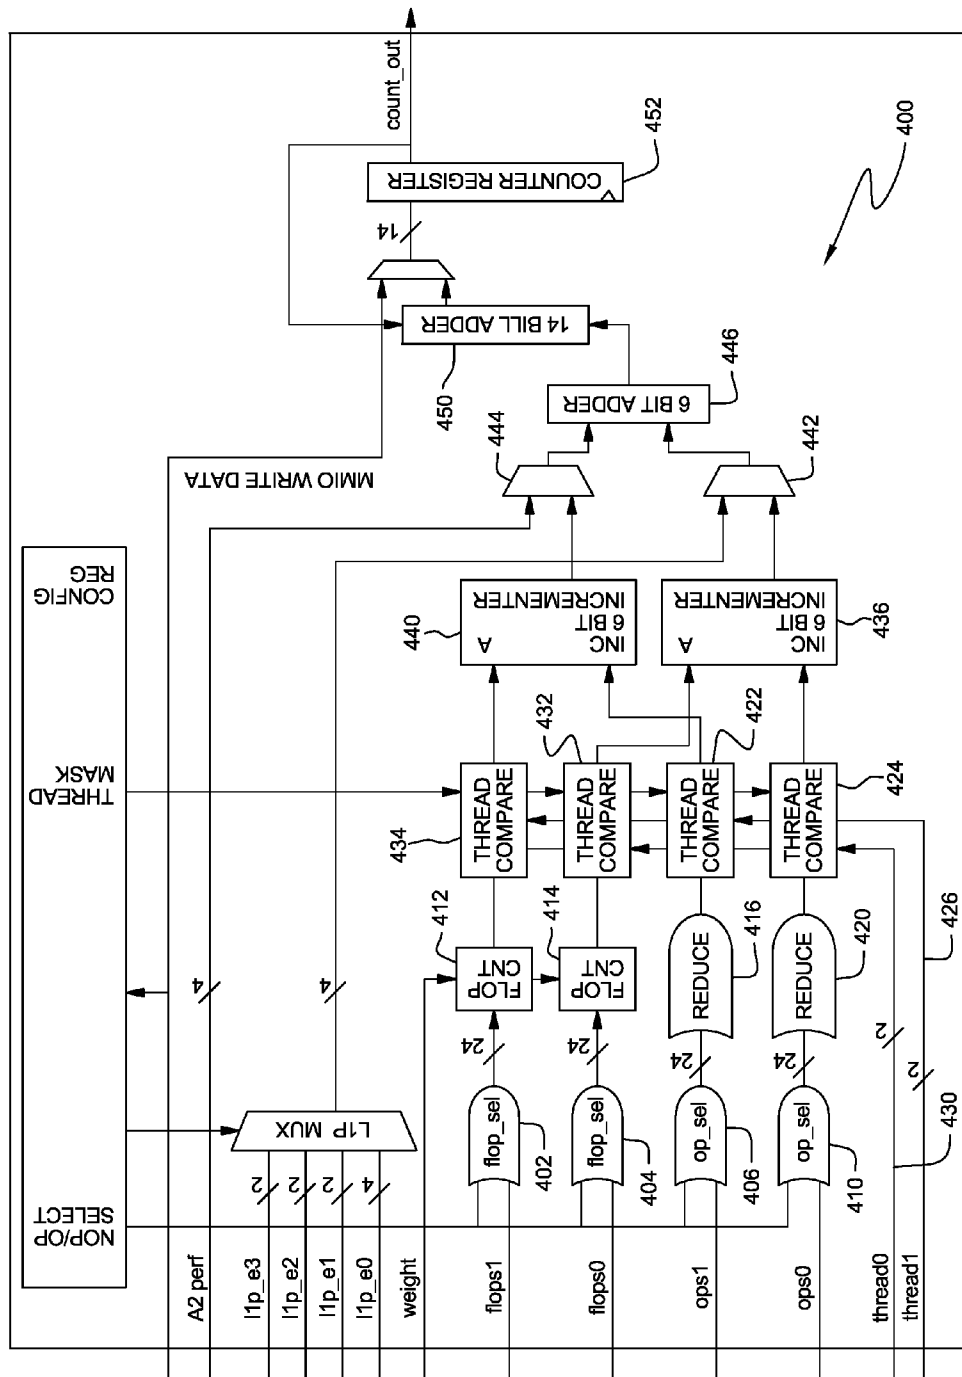 NOP/OP
SELECT
THREAD
MASK
CONFIG
REG
A2 perf
4
l1p_e3
2
l1p_e2
2
l1p_e1
2
l1p_e0
4
L1P MUX
4
weight
flops1
flop_sel
402
24
FLOP
CNT
412
THREAD
COMPARE
434
INC
6 BIT
INCREMENTER
A
440
flops0
flop_sel
404
24
FLOP
CNT
414
THREAD
COMPARE
432
ops1
op_sel
406
24
REDUCE
416
THREAD
COMPARE
422
INC
6 BIT
INCREMENTER
A
436
ops0
op_sel
410
24
REDUCE
420
THREAD
COMPARE
424
thread0
2
430
thread1
2
426
MMIO WRITE DATA
444
442
6 BIT ADDER
446
14 BILL ADDER
450
14
COUNTER REGISTER
452
count_out
400